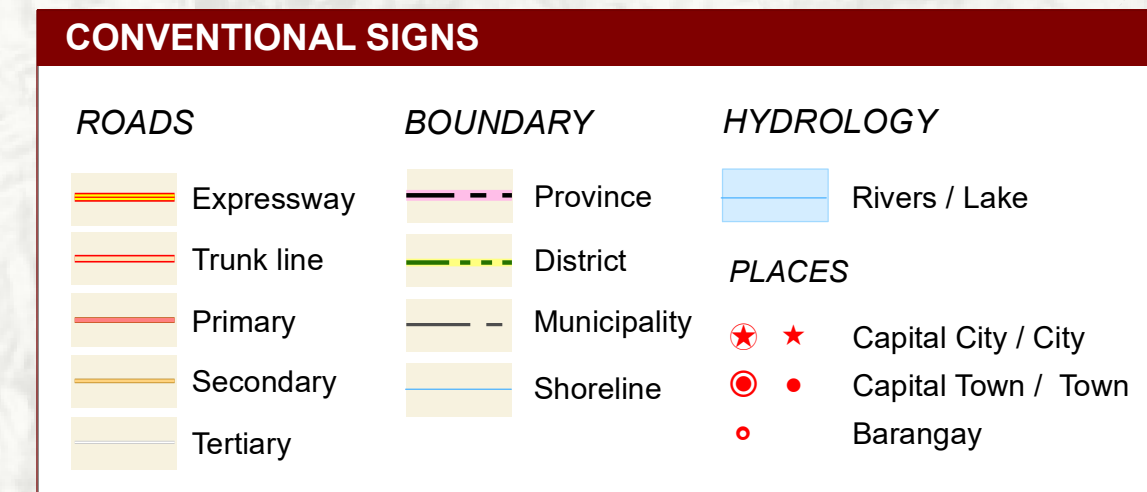 CONVENTIONAL SIGNS
ROADS
Expressway
Trunk line
Primary
Secondary
Tertiary
BOUNDARY
Province
District
Municipality
Shoreline
HYDROLOGY
Rivers / Lake
PLACES
Capital City / City
Capital Town / Town
Barangay